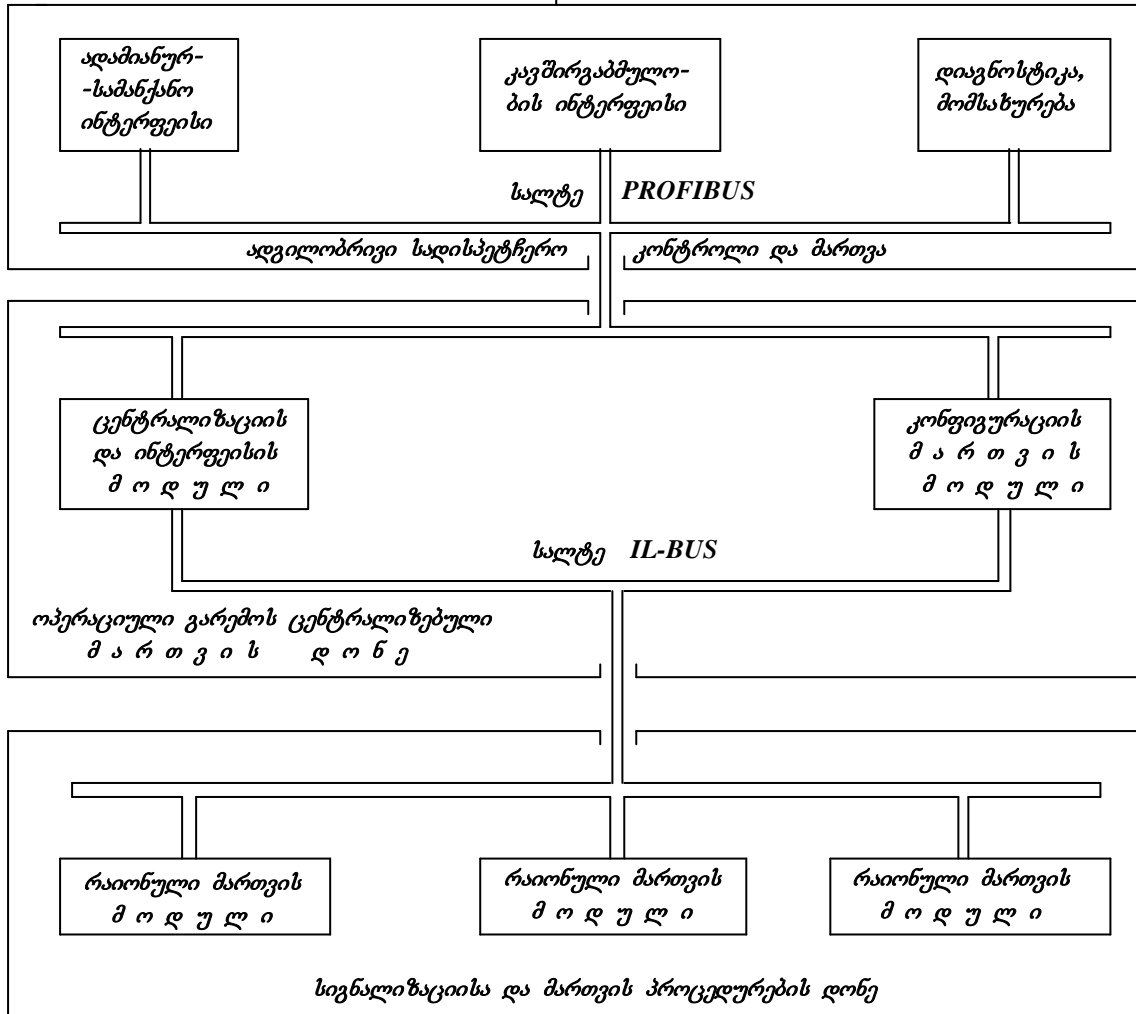 ადამიანურ-
-სამანქანო
ინტერფეისი
კავშირგაბმულო-
ბის ინტერფეისი
დიაგნოსტიკა,
მომსახურება
სალტე PROFIBUS
ადგილობრივი სადისპეტჩერო კონტროლი და მართვა
ცენტრალიზაციის
და ინტერფეისის
მ ო დ უ ლ ი
კონფიგურაციის
მ ა რ თ ვ ი ს
მ ო დ უ ლ ი
სალტე IL-BUS
ოპერაციული გარემოს ცენტრალიზებული
მ ა რ თ ვ ი ს დ ო ნ ე
რაიონული მართვის
მ ო დ უ ლ ი
რაიონული მართვის
მ ო დ უ ლ ი
რაიონული მართვის
მ ო დ უ ლ ი
სიგნალიზაციისა და მართვის პროცედურების დონე